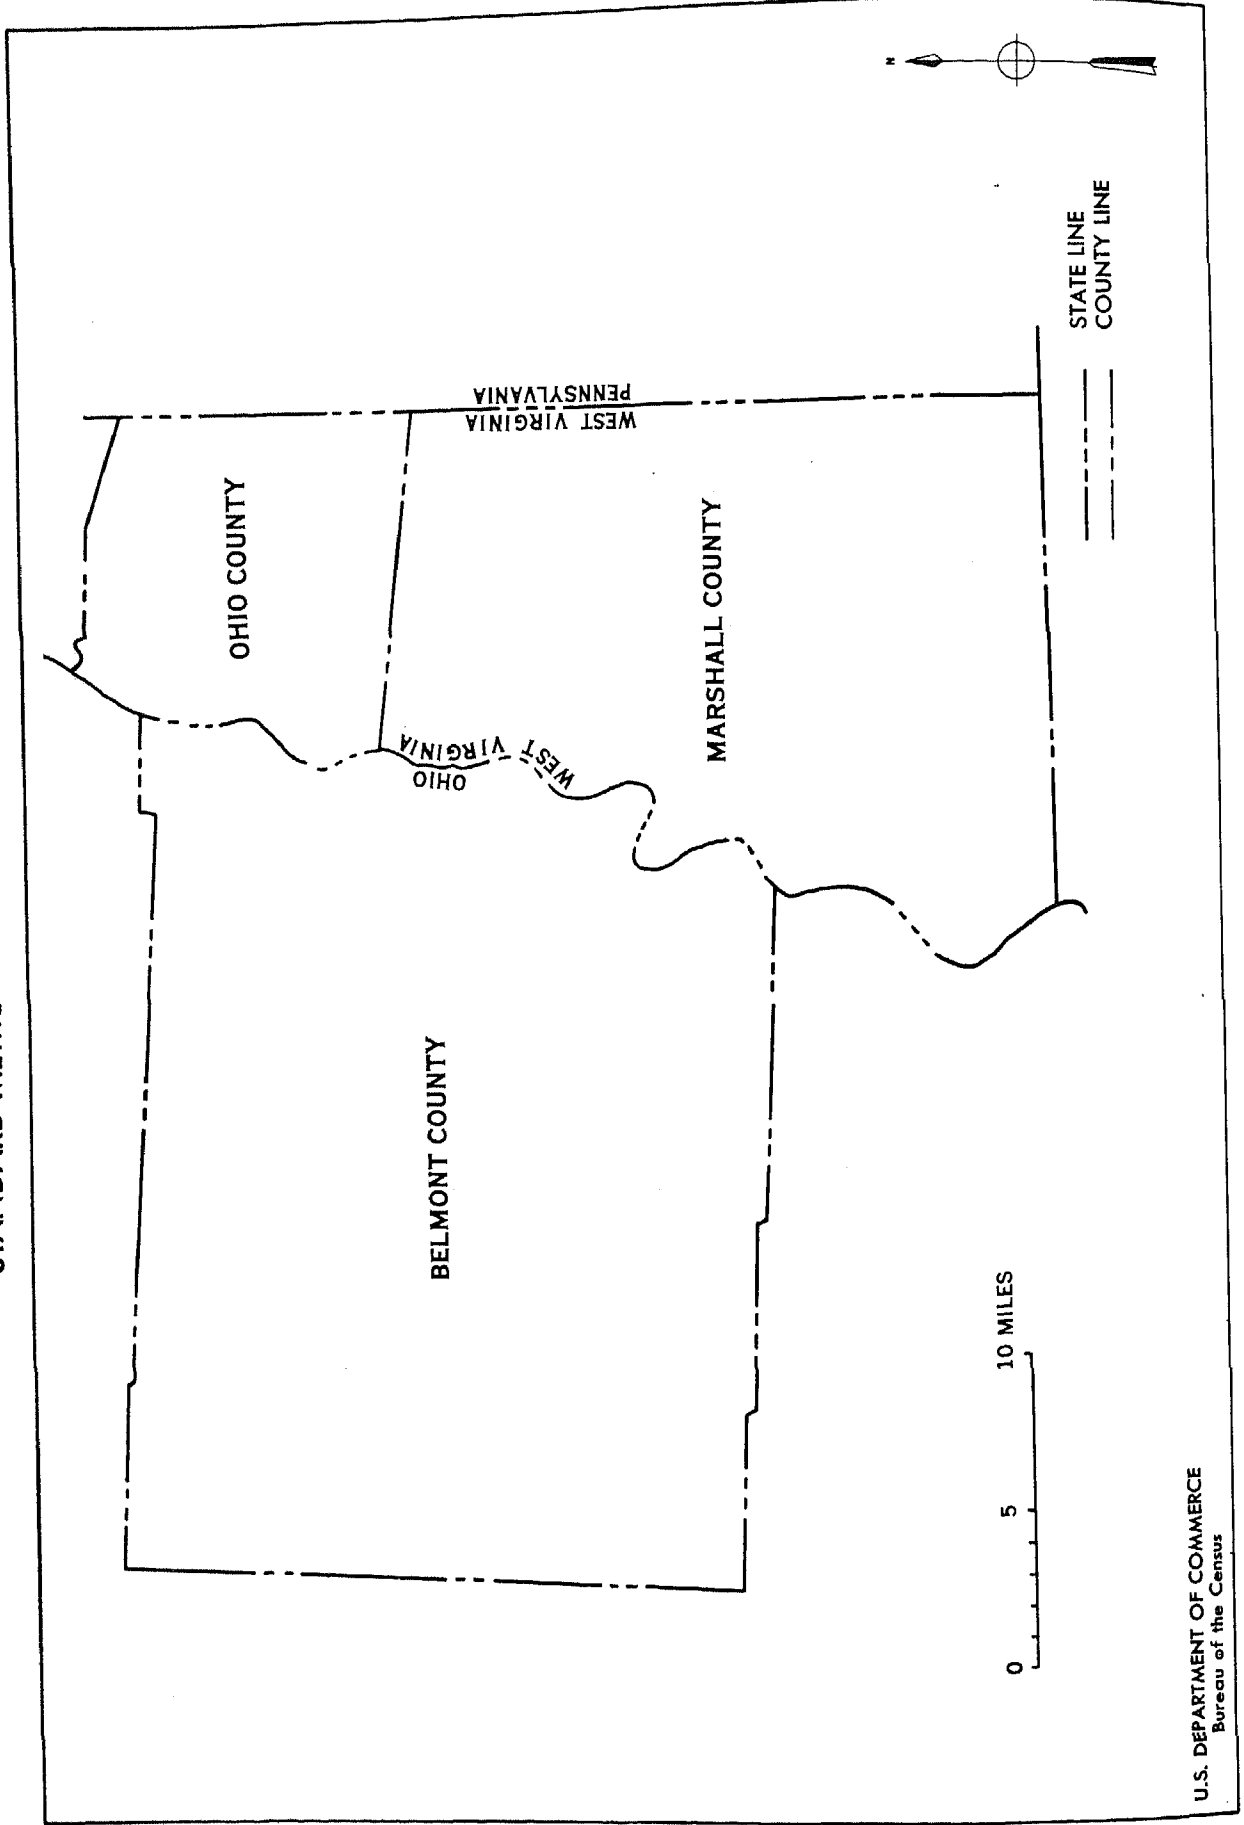 OHIO COUNTY
BELMONT COUNTY
OHIO
WEST VIRGINIA
WEST VIRGINIA
PENNSYLVANIA
MARSHALL COUNTY
N
0 5 10 MILES
STATE LINE
COUNTY LINE
U.S. DEPARTMENT OF COMMERCE
Bureau of the Census